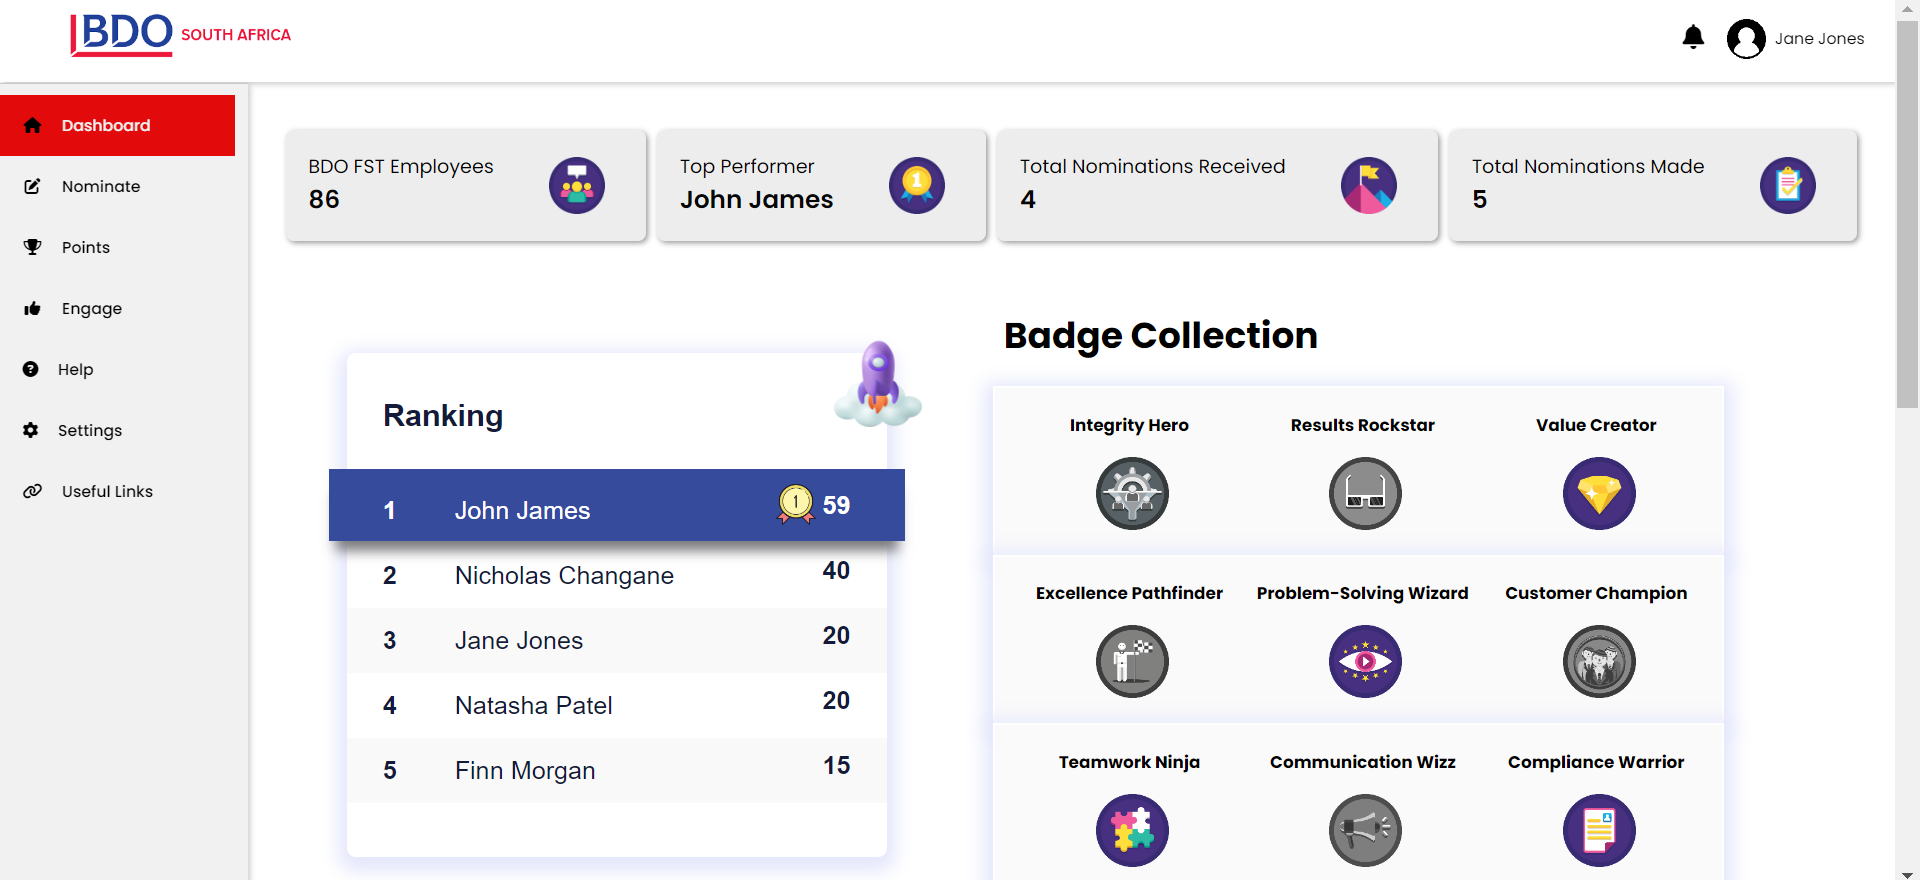 BDO SOUTH AFRICA
Jane Jones
Dashboard
Nominate
Points
Engage
Help
Settings
Useful Links
BDO FST Employees
86
Top Performer
John James
1
Total Nominations Received
4
Total Nominations Made
5
Ranking
1 John James 1 59
2 Nicholas Changane 40
3 Jane Jones 20
4 Natasha Patel 20
5 Finn Morgan 15
Badge Collection
Integrity Hero Results Rockstar Value Creator
Excellence Pathfinder Problem-Solving Wizard Customer Champion
Teamwork Ninja Communication Wizz Compliance Warrior